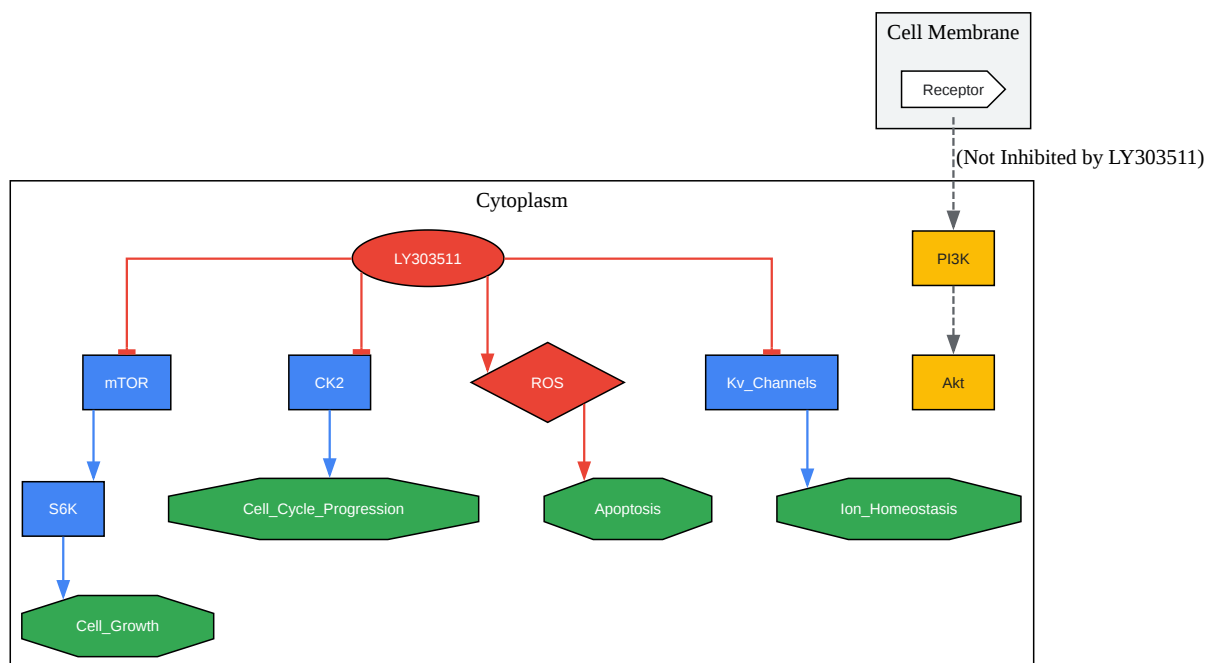 Cell Membrane
Receptor
(Not Inhibited by LY303511)
Cytoplasm
LY303511
PI3K
mTOR
CK2
ROS
Kv_Channels
Akt
S6K
Cell_Cycle_Progression
Apoptosis
Ion_Homeostasis
Cell_Growth